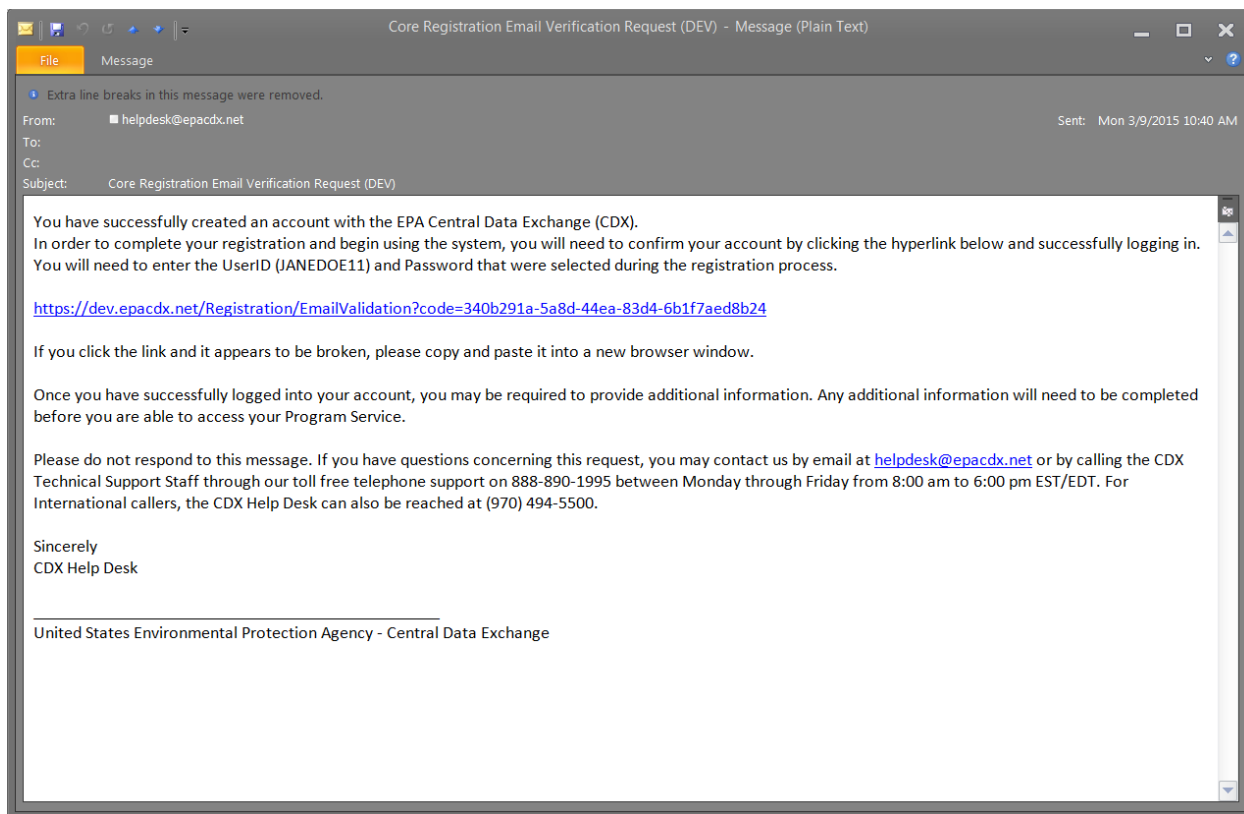 Core Registration Email Verification Request (DEV) - Message (Plain Text)
File Message
Extra line breaks in this message were removed.
From: helpdesk@epacdx.net Sent: Mon 3/9/2015 10:40 AM
To:
Cc:
Subject: Core Registration Email Verification Request (DEV)
You have successfully created an account with the EPA Central Data Exchange (CDX).
In order to complete your registration and begin using the system, you will need to confirm your account by clicking the hyperlink below and successfully logging in.
You will need to enter the UserID (JANEDOE11) and Password that were selected during the registration process.
https://dev.epacdx.net/Registration/EmailValidation?code=340b291a-5a8d-44ea-83d4-6b1f7aed8b24
If you click the link and it appears to be broken, please copy and paste it into a new browser window.
Once you have successfully logged into your account, you may be required to provide additional information. Any additional information will need to be completed
before you are able to access your Program Service.
Please do not respond to this message. If you have questions concerning this request, you may contact us by email at helpdesk@epacdx.net or by calling the CDX
Technical Support Staff through our toll free telephone support on 888-890-1995 between Monday through Friday from 8:00 am to 6:00 pm EST/EDT. For
International callers, the CDX Help Desk can also be reached at (970) 494-5500.
Sincerely
CDX Help Desk
United States Environmental Protection Agency - Central Data Exchange